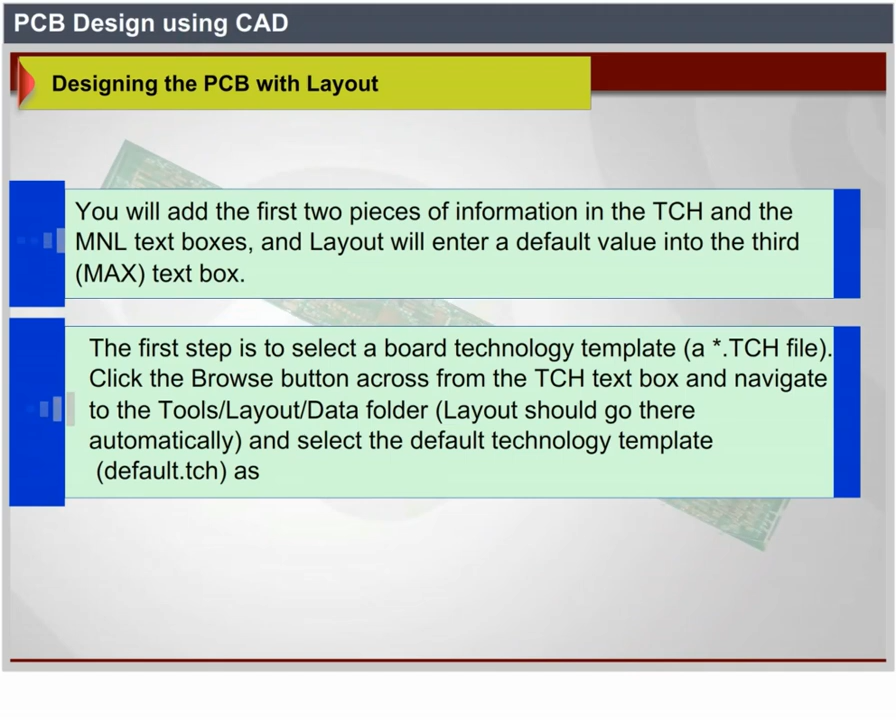 PCB Design using CAD
Designing the PCB with Layout
You will add the first two pieces of information in the TCH and the
MNL text boxes, and Layout will enter a default value into the third
(MAX) text box.
The first step is to select a board technology template (a *.TCH file).
Click the Browse button across from the TCH text box and navigate
to the Tools/Layout/Data folder (Layout should go there
automatically) and select the default technology template
(default.tch) as